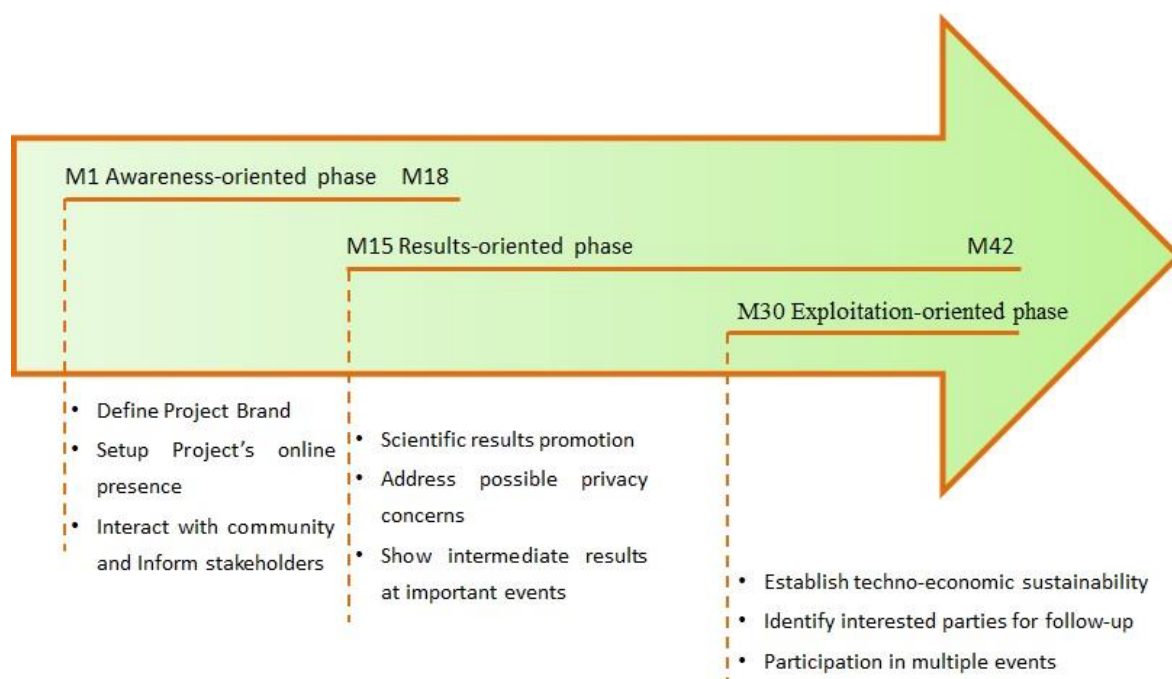 M1 Awareness-oriented phase M18
M15 Results-oriented phase M42
M30 Exploitation-oriented phase
• Define Project Brand
• Setup Project's online
presence
• Interact with community
and Inform stakeholders
• Scientific results promotion
• Address possible privacy
concerns
• Show intermediate results
at important events
• Establish techno-economic sustainability
• Identify interested parties for follow-up
• Participation in multiple events